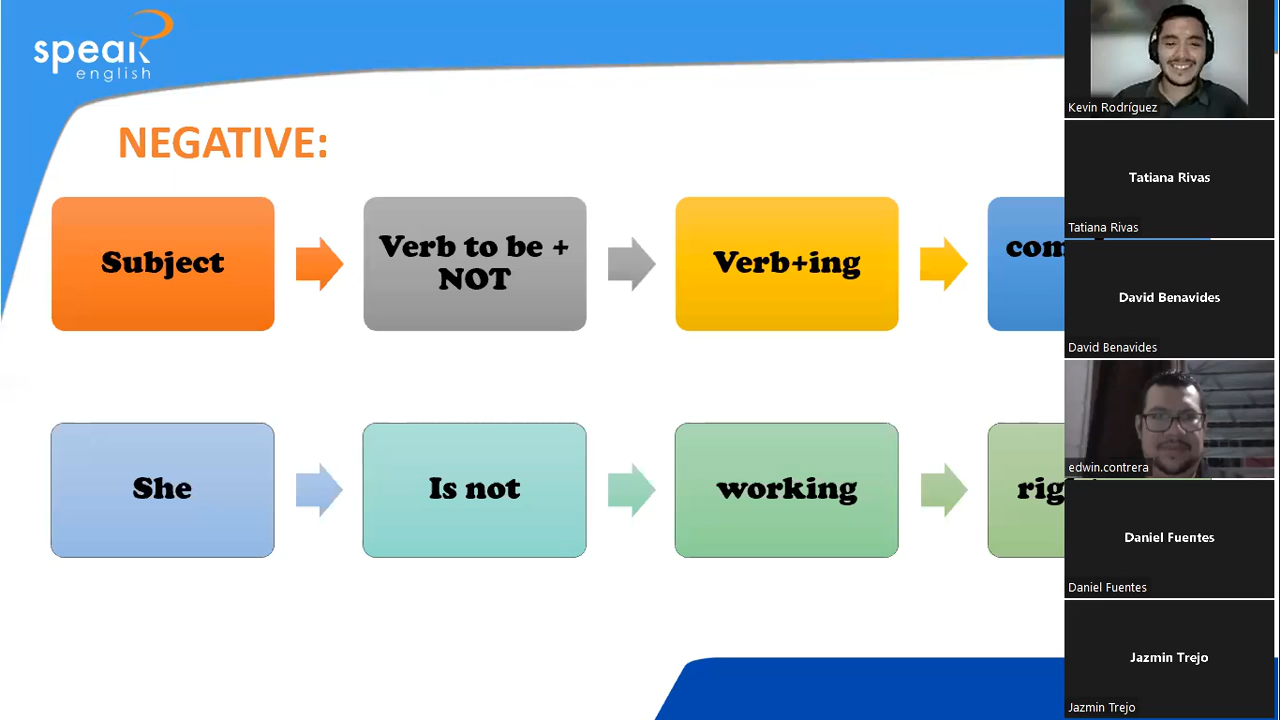 speak
english
NEGATIVE:
Subject
Verb to be +
NOT
Verb+ing
She
Is not
working
Kevin Rodríguez
Tatiana Rivas
Tatiana Rivas
David Benavides
David Benavides
edwin.contrera
Daniel Fuentes
Daniel Fuentes
Jazmin Trejo
Jazmin Trejo